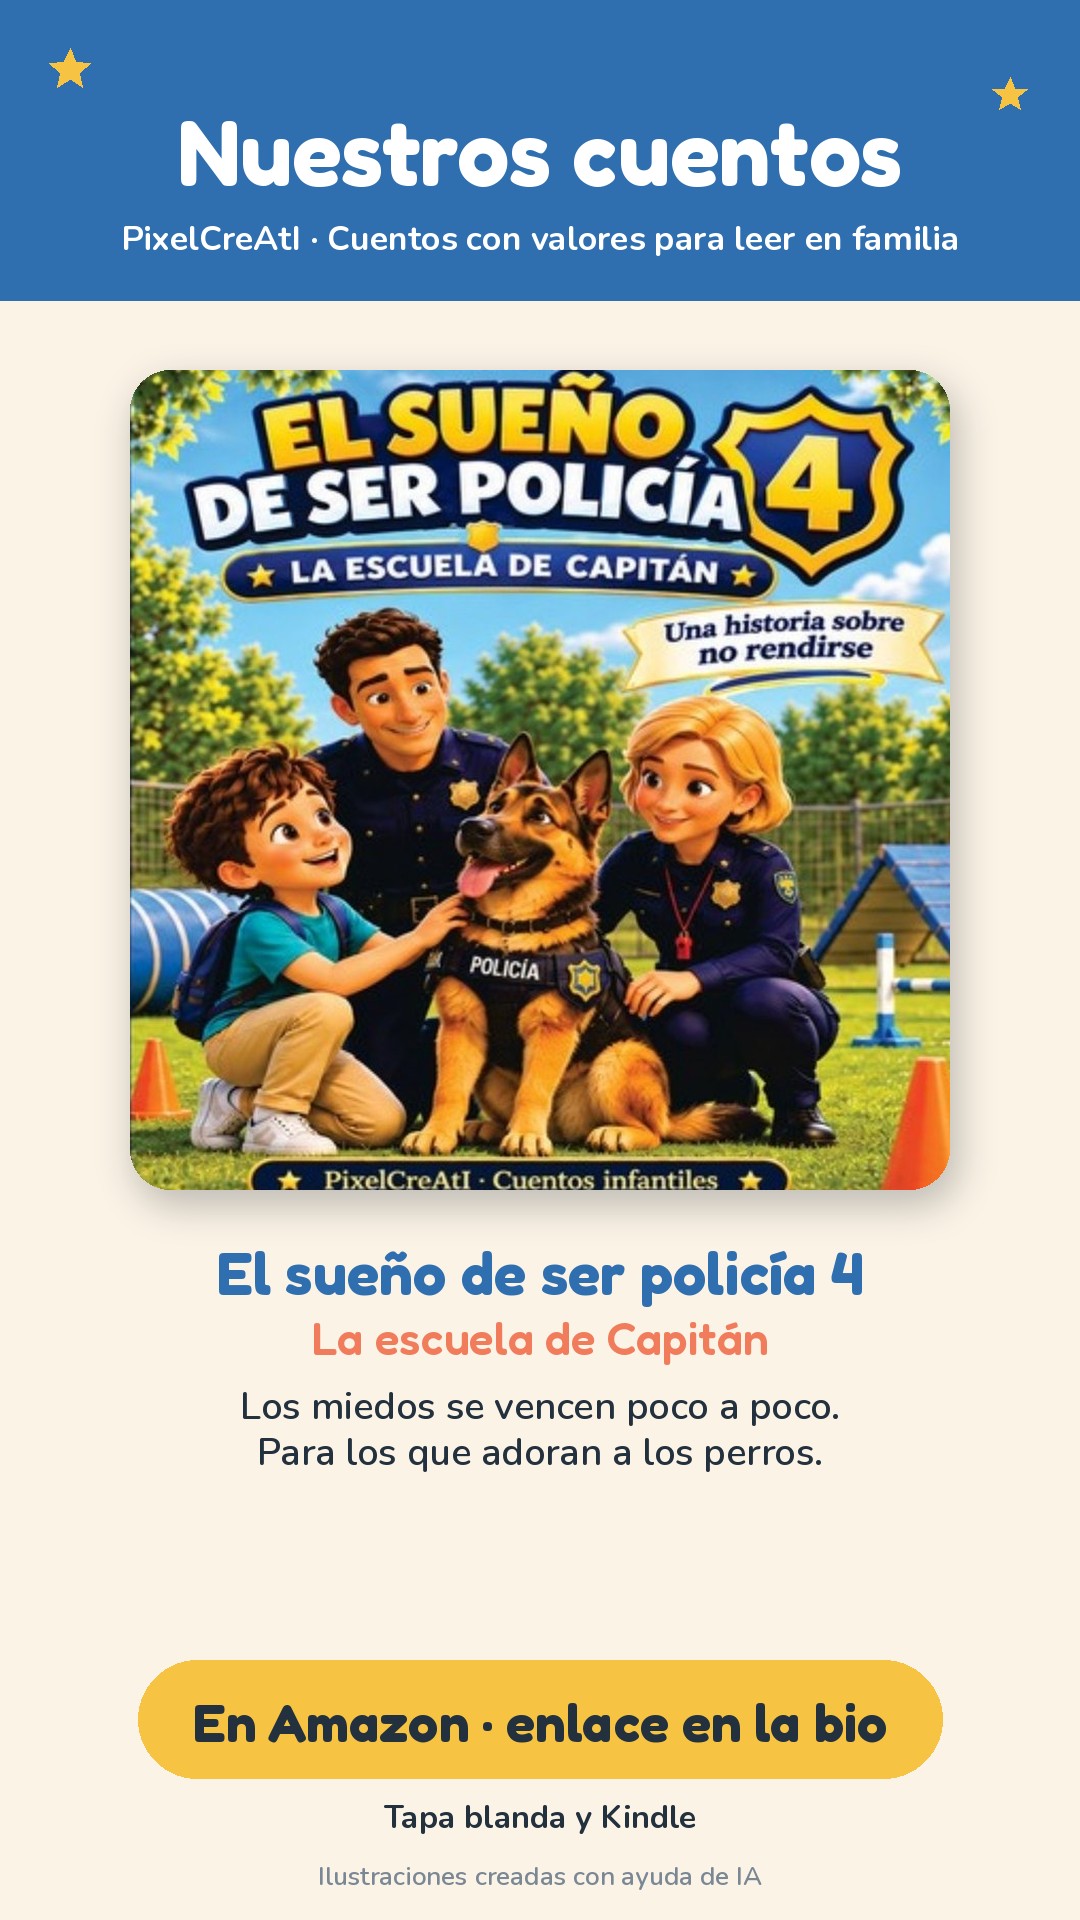 Nuestros cuentos
PixelCreAtI · Cuentos con valores para leer en familia
EL SUEÑO
DE SER POLICÍA
4
LA ESCUELA DE CAPITÁN
Una historia sobre
no rendirse
POLICÍA
PixelCreAtI · Cuentos infantiles
El sueño de ser policía 4
La escuela de Capitán
Los miedos se vencen poco a poco.
Para los que adoran a los perros.
En Amazon · enlace en la bio
Tapa blanda y Kindle
Ilustraciones creadas con ayuda de IA